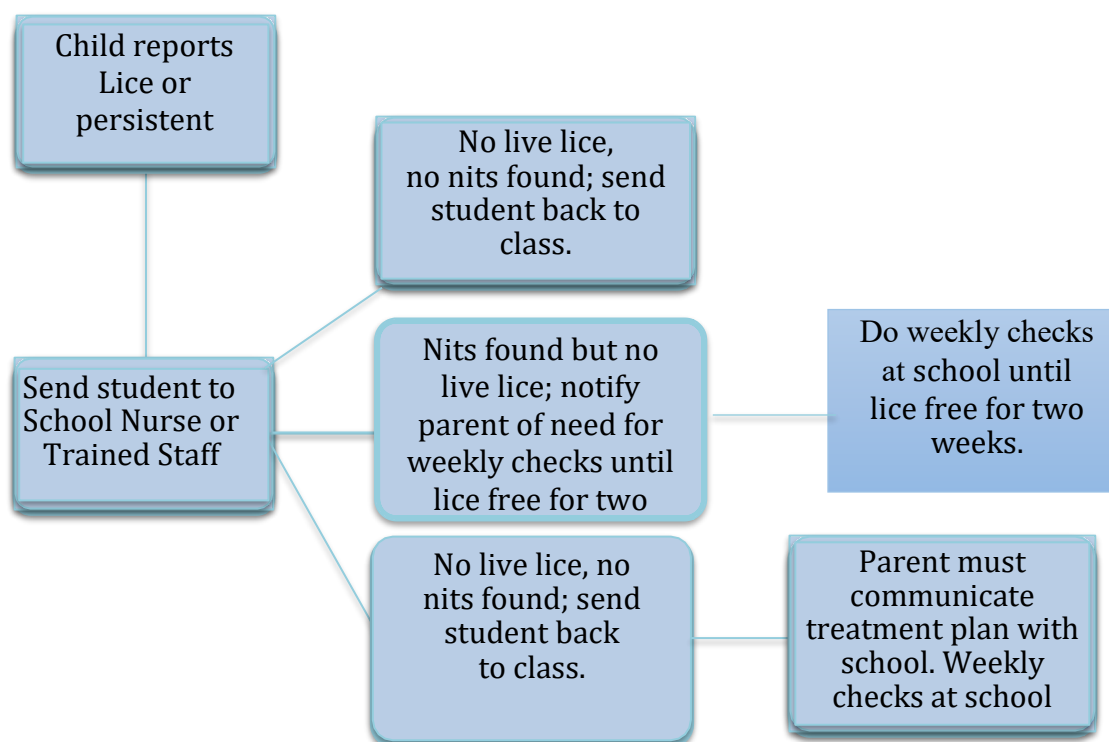 Child reports
Lice or
persistent
No live lice,
no nits found; send
student back to
class.
Send student to
School Nurse or
Trained Staff
Nits found but no
live lice; notify
parent of need for
weekly checks until
lice free for two
Do weekly checks
at school until
lice free for two
weeks.
No live lice, no
nits found; send
student back
to class.
Parent must
communicate
treatment plan with
school. Weekly
checks at school